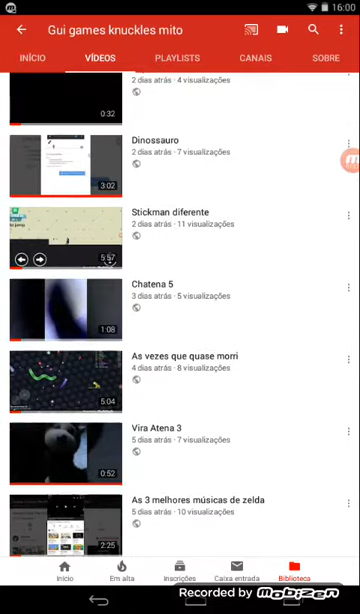 16:00
Gui games knuckles mito
INÍCIO
VÍDEOS
PLAYLISTS
CANAIS
SOBRE
2 dias atrás · 4 visualizações
0:32
Dinossauro
2 dias atrás · 7 visualizações
3:02
Stickman diferente
2 dias atrás · 11 visualizações
5:57
Chatena 5
3 dias atrás · 5 visualizações
1:08
As vezes que quase morri
4 dias atrás · 8 visualizações
5:04
Vira Atena 3
5 dias atrás · 7 visualizações
0:52
As 3 melhores músicas de zelda
5 dias atrás · 10 visualizações
2:25
Início
Em alta
Inscrições
Caixa entrada
Biblioteca
Recorded by Mobizen